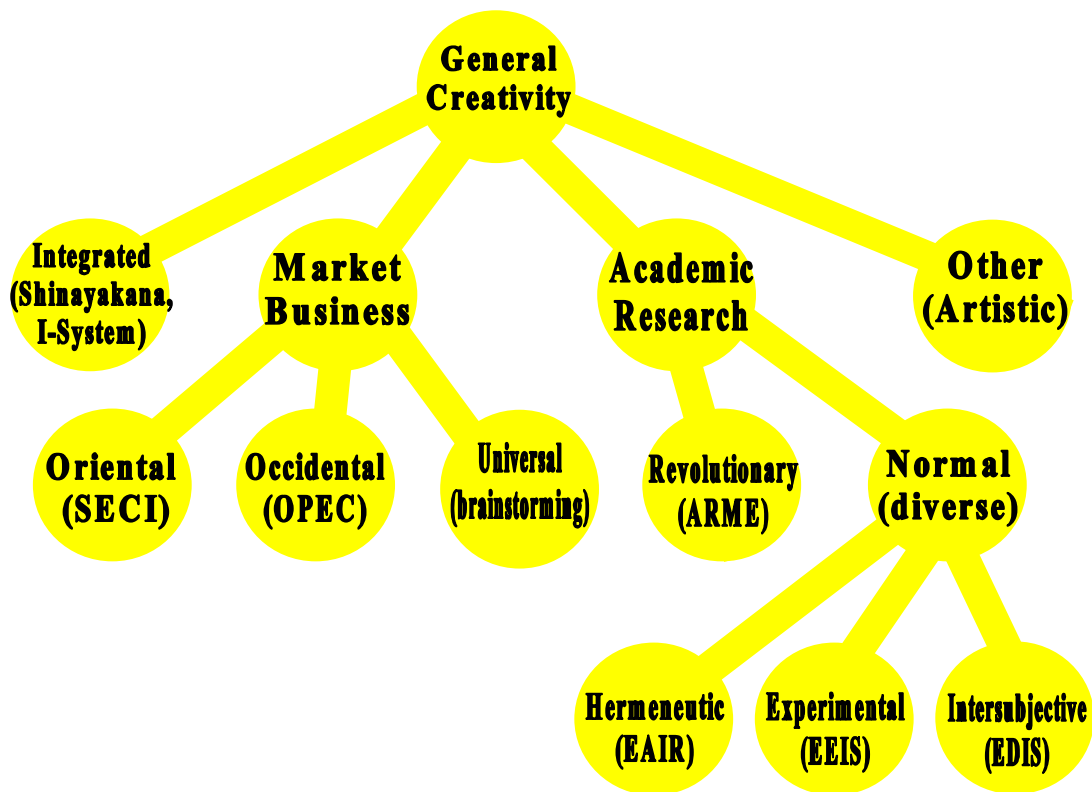 General
Creativity
Integrated
(Shinayakana,
I-System)
Market
Business
Academic
Research
Other
(Artistic)
Oriental
(SECI)
Occidental
(OPEC)
Universal
(brainstorming)
Revolutionary
(ARME)
Normal
(diverse)
Hermeneutic
(EAIR)
Experimental
(EEIS)
Intersubjective
(EDIS)